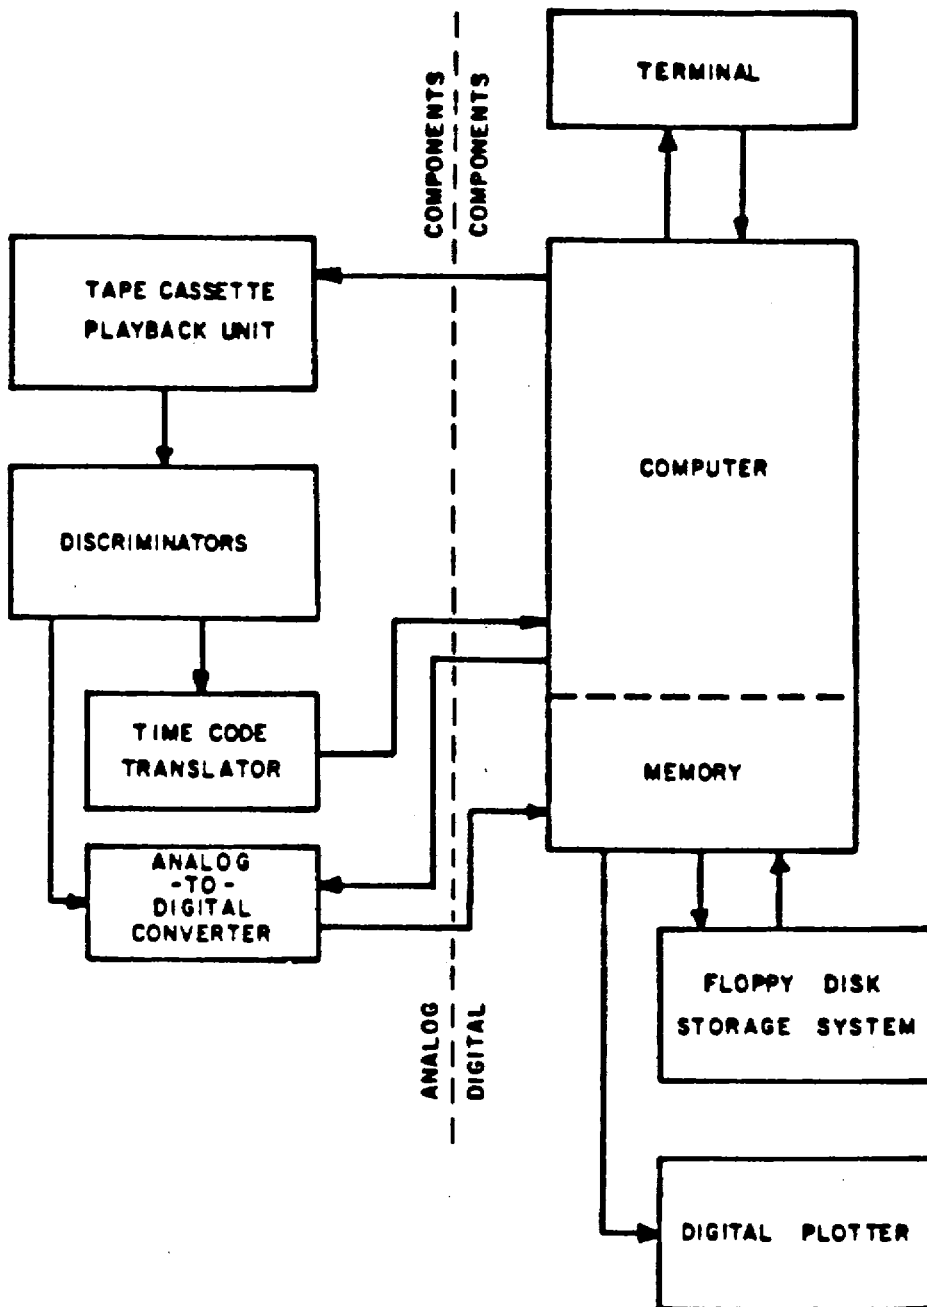 TERMINAL
COMPONENTS
COMPONENTS
TAPE CASSETTE
PLAYBACK UNIT
COMPUTER
DISCRIMINATORS
TIME CODE
TRANSLATOR
MEMORY
ANALOG
-TO-
DIGITAL
CONVERTER
ANALOG
DIGITAL
FLOPPY DISK
STORAGE SYSTEM
DIGITAL PLOTTER